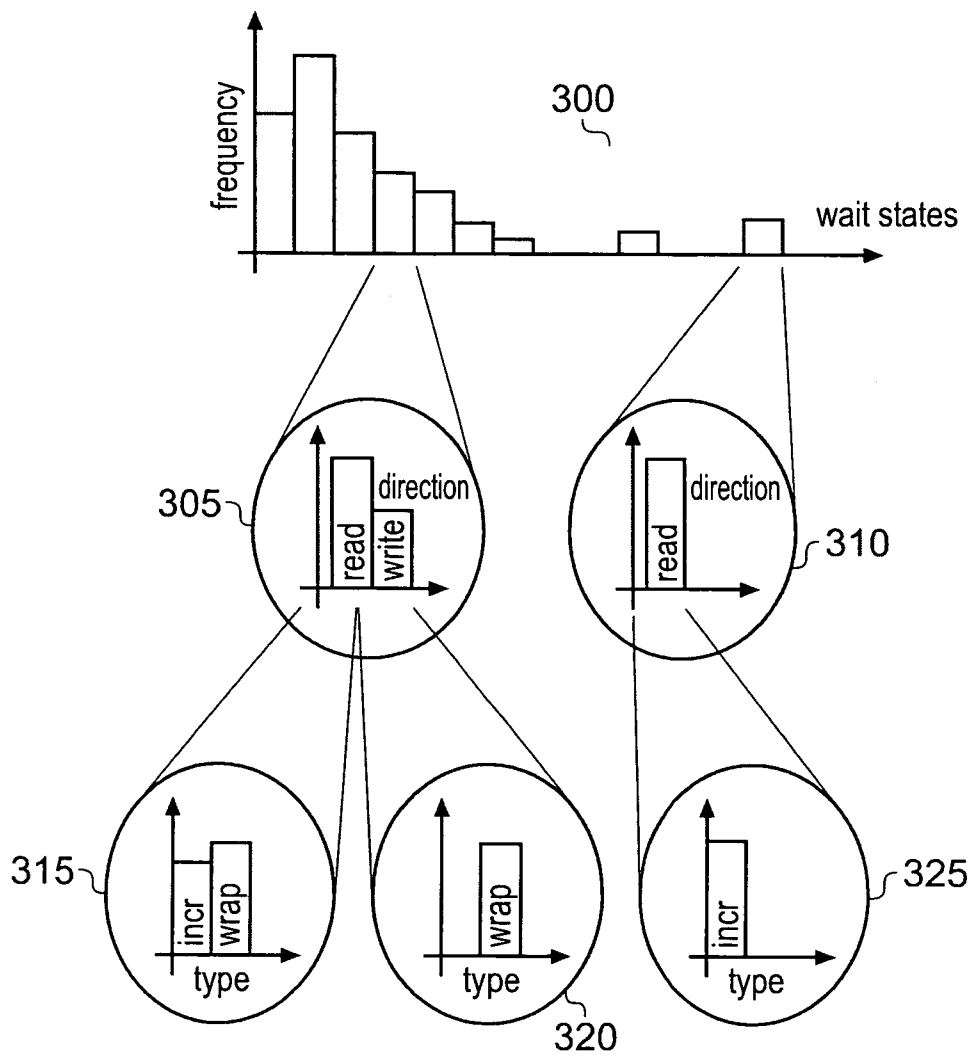 frequency
300
wait states
305
read
write
direction
read
direction
310
315
incr
wrap
type
wrap
type
320
incr
type
325